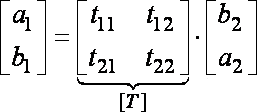 [a₁ b₁] = [t₁₁ t₁₂ t₂₁ t₂₂] · [b₂ a₂]
[T]